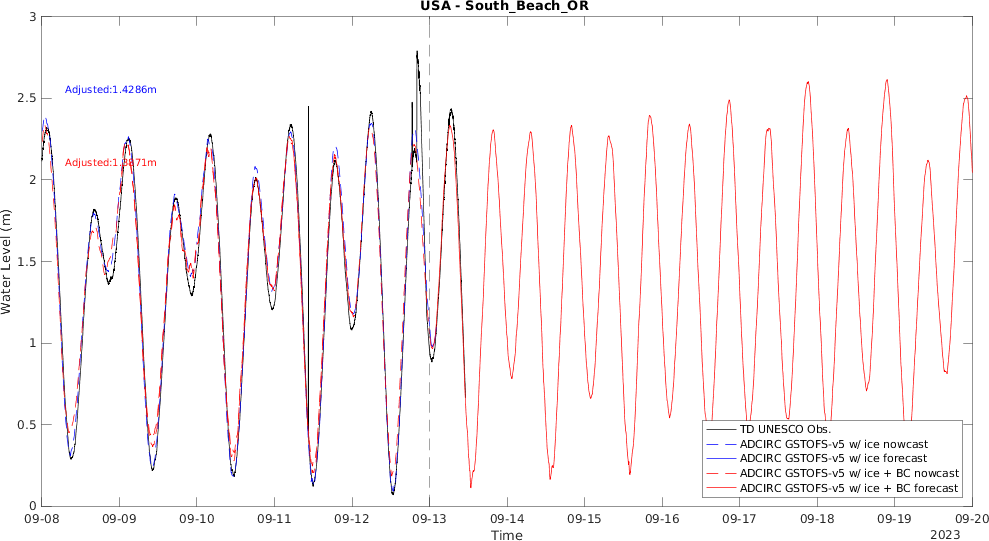 USA - South_Beach_OR
Water Level (m)
3
2.5
2
1.5
1
0.5
0
Adjusted:1.4286m
Adjusted:1.3871m
TD UNESCO Obs.
ADCIRC GSTOFS-v5 w/ ice nowcast
ADCIRC GSTOFS-v5 w/ ice forecast
ADCIRC GSTOFS-v5 w/ ice + BC nowcast
ADCIRC GSTOFS-v5 w/ ice + BC forecast
09-08 09-09 09-10 09-11 09-12 09-13 09-14 09-15 09-16 09-17 09-18 09-19 09-20
Time
2023